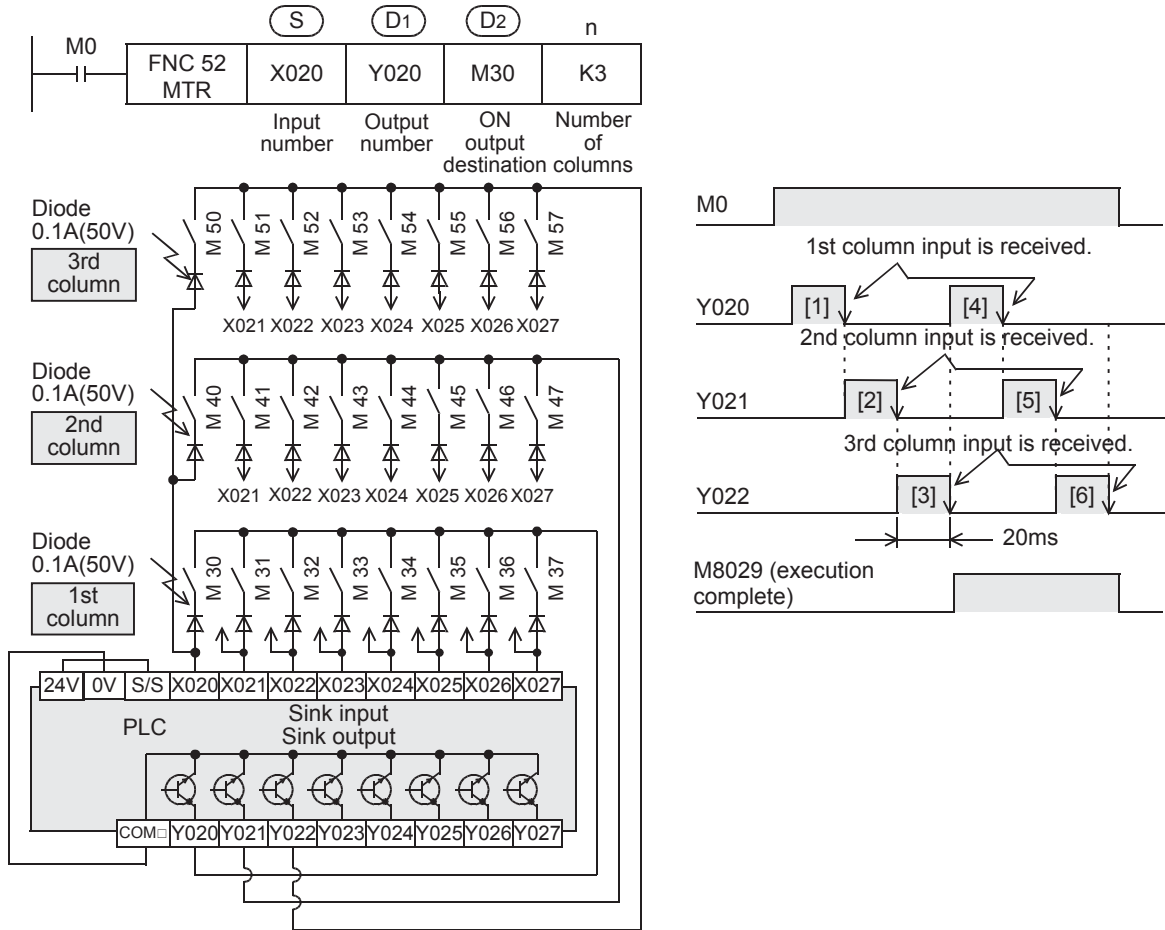 S D1 D2 n
M0
FNC 52 MTR X020 Y020 M30 K3
Input number
Output number
ON output destination
Number of columns
Diode
0.1A(50V)
3rd column
M 50 M 51 M 52 M 53 M 54 M 55 M 56 M 57
X021 X022 X023 X024 X025 X026 X027
Diode
0.1A(50V)
2nd column
M 40 M 41 M 42 M 43 M 44 M 45 M 46 M 47
X021 X022 X023 X024 X025 X026 X027
Diode
0.1A(50V)
1st column
M 30 M 31 M 32 M 33 M 34 M 35 M 36 M 37
24V 0V S/S X020 X021 X022 X023 X024 X025 X026 X027
PLC
Sink input
Sink output
COM□ Y020 Y021 Y022 Y023 Y024 Y025 Y026 Y027
M0
1st column input is received.
Y020 [1] [4]
2nd column input is received.
Y021 [2] [5]
3rd column input is received.
Y022 [3] [6]
20ms
M8029 (execution
complete)